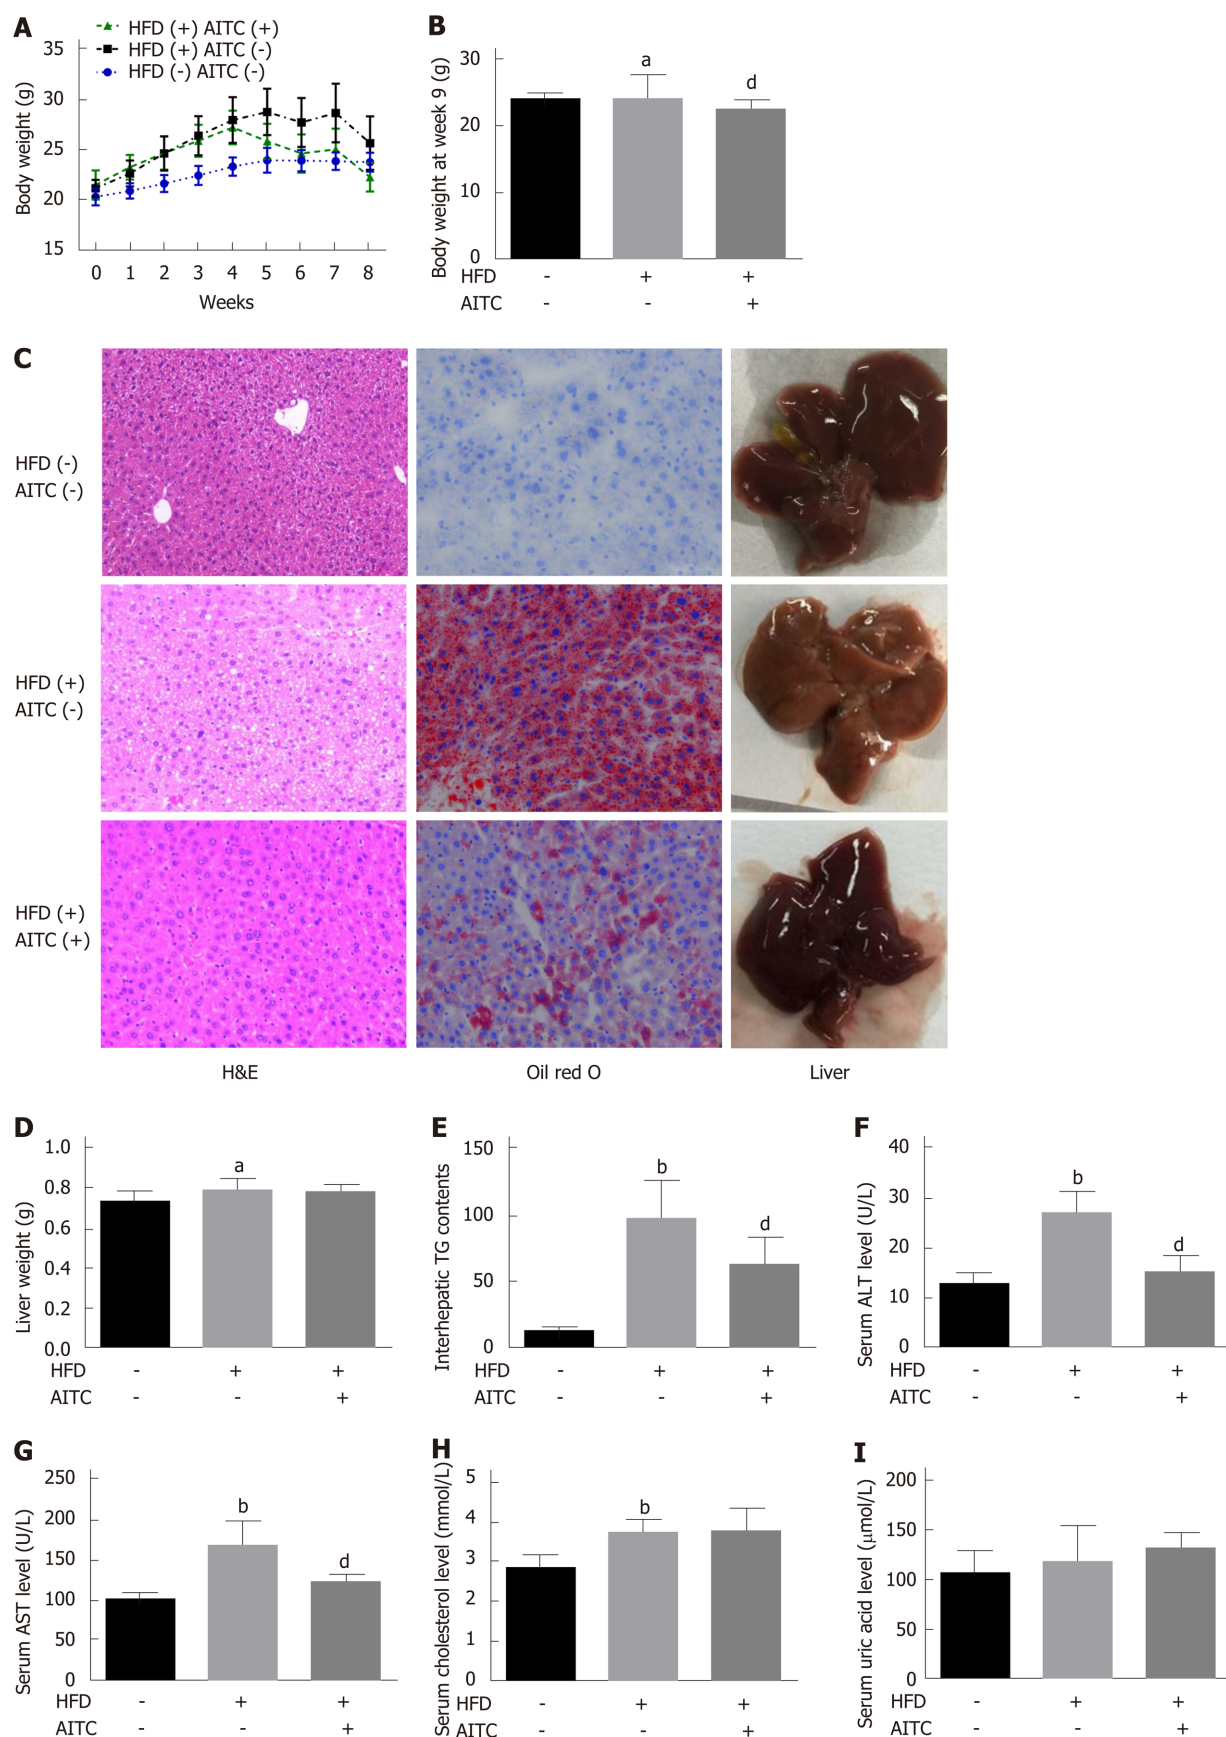 A
HFD (+) AITC (+)
HFD (+) AITC (-)
HFD (-) AITC (-)
35
30
25
20
15
Body weight (g)
0 1 2 3 4 5 6 7 8
Weeks
B
Body weight at week 9 (g)
30
20
10
0
a
d
HFD - + +
AITC - - +
C
HFD (-)
AITC (-)
HFD (+)
AITC (-)
HFD (+)
AITC (+)
H&E
Oil red O
Liver
D
Liver weight (g)
1.0
0.8
0.6
0.4
0.2
0.0
a
HFD - + +
AITC - - +
E
Interhepatic TG contents
150
100
50
0
b
d
HFD - + +
AITC - - +
F
Serum ALT level (U/L)
40
30
20
10
0
b
d
HFD - + +
AITC - - +
G
Serum AST level (U/L)
250
200
150
100
50
0
b
d
HFD - + +
AITC - - +
H
Serum cholesterol level (mmol/L)
5
4
3
2
1
0
b
HFD - + +
AITC - - +
I
Serum uric acid level (μmol/L)
200
150
100
50
0
HFD - + +
AITC - - +